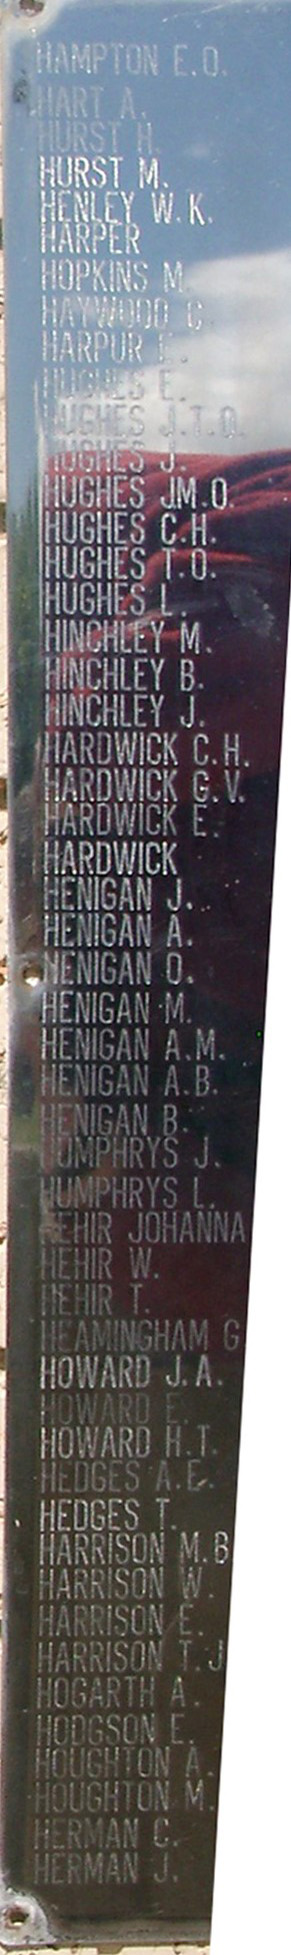 HAMPTON E.O.
HART A.
HURST H.
HURST M.
HENLEY W.K.
HARPER
HOPKINS M.
HAYWOOD C.
HARPUR E.
HUGHES E.
HUGHES J.T.O.
HUGHES J.
HUGHES J.M.O.
HUGHES C.H.
HUGHES T.O.
HUGHES L.
HINCHLEY M.
HINCHLEY B.
HINCHLEY J.
HARDWICK C.H.
HARDWICK G.V.
HARDWICK E.
HARDWICK
HENIGAN J.
HENIGAN A.
HENIGAN O.
HENIGAN M.
HENIGAN A.M.
HENIGAN A.B.
HENIGAN B.
HUMPHRYS J.
HUMPHRYS L.
HEHIR JOHANNA
HEHIR W.
HEHIR T.
HEAMINGHAM G
HOWARD J.A.
HOWARD E.
HOWARD H.T.
HEDGES A.E.
HEDGES T.
HARRISON M.B
HARRISON W.
HARRISON E.
HARRISON T.J
HOGARTH A.
HODGSON E.
HOUGHTON A.
HOUGHTON M.
HERMAN C.
HERMAN J.